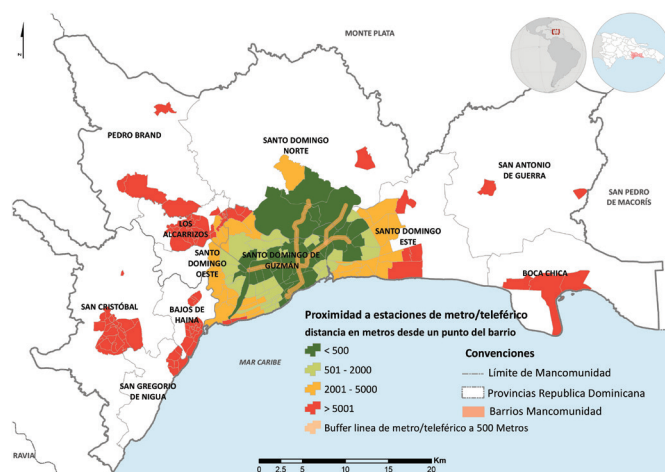 MONTE PLATA
PEDRO BRAND
SANTO DOMINGO
NORTE
SAN ANTONIO
DE GUERRA
SAN PEDRO
DE MACORÍS
LOS
ALCARRIZOS
SANTO
DOMINGO
OESTE
SANTO DOMINGO DE
GUZMÁN
SANTO DOMINGO
ESTE
BOCA CHICA
SAN CRISTÓBAL
BAJOS DE
HAINA
SAN GREGORIO
DE NIGUA
MAR CARIBE
RAVIA
Proximidad a estaciones de metro/teleférico
distancia en metros desde un punto del barrio
< 500
501 - 2000
2001 - 5000
> 5001
Buffer linea de metro/teleférico a 500 Metros
Convenciones
Límite de Mancomunidad
Provincias Republica Dominicana
Barrios Mancomunidad
Km
0 2.5 5 10 15 20